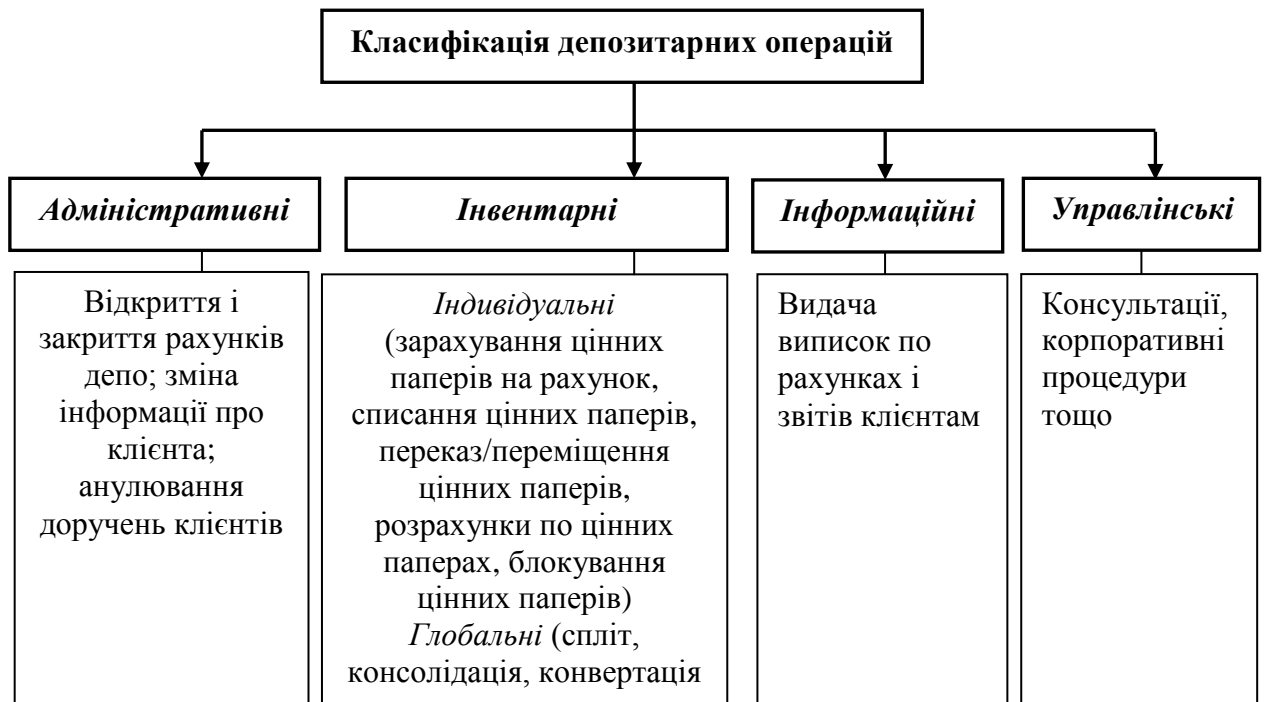 Класифікація депозитарних операцій
Адміністративні
Інвентарні
Інформаційні
Управлінські
Відкриття і
закриття рахунків
депо; зміна
інформації про
клієнта;
анулювання
доручень клієнтів
Індивідуальні
(зарахування цінних
паперів на рахунок,
списання цінних паперів,
переказ/переміщення
цінних паперів,
розрахунки по цінних
паперах, блокування
цінних паперів)
Глобальні (спліт,
консолідація, конвертація
Видача
виписок по
рахунках і
звітів клієнтам
Консультації,
корпоративні
процедури
тощо